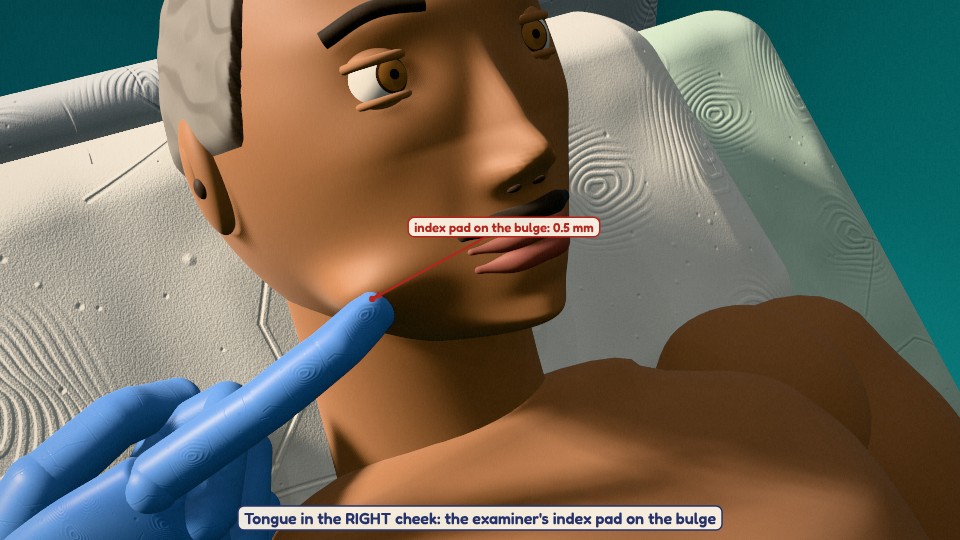 index pad on the bulge: 0.5 mm
Tongue in the RIGHT cheek: the examiner's index pad on the bulge